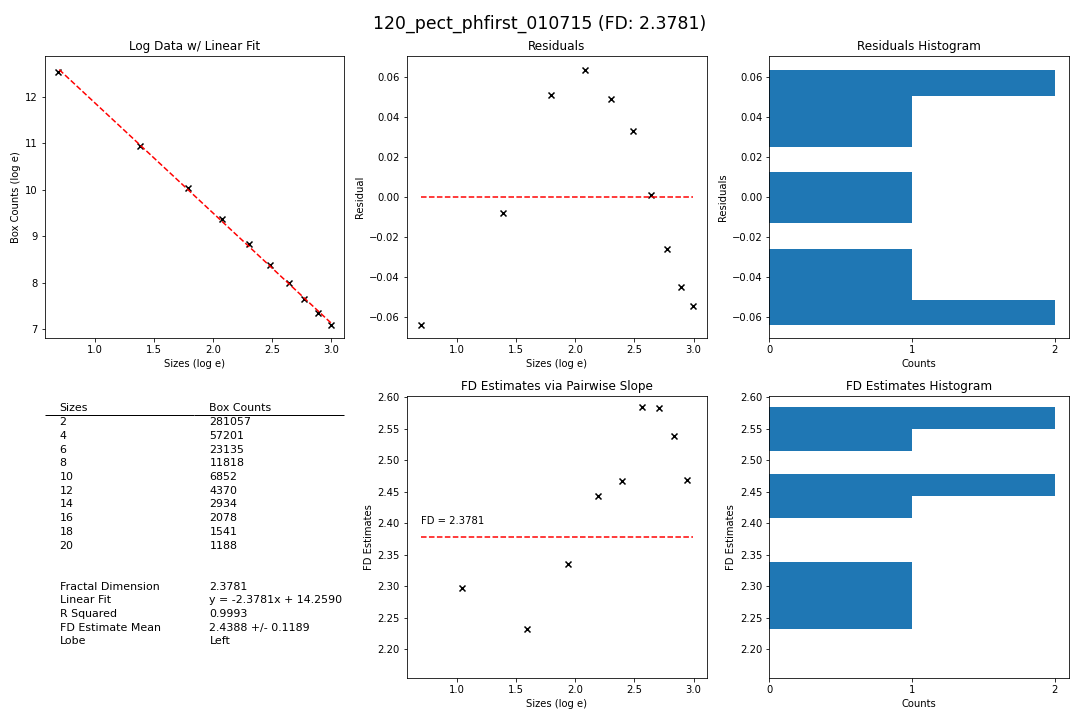 120_pect_phfirst_010715 (FD: 2.3781)
Log Data w/ Linear Fit
12
11
10
9
8
7
Box Counts (log e)
1.0 1.5 2.0 2.5 3.0
Sizes (log e)
Residuals
0.06
0.04
0.02
0.00
−0.02
−0.04
−0.06
Residual
1.0 1.5 2.0 2.5 3.0
Sizes (log e)
Residuals Histogram
0.06
0.04
0.02
0.00
−0.02
−0.04
−0.06
Residuals
0 1 2
Counts
Sizes Box Counts
2 281057
4 57201
6 23135
8 11818
10 6852
12 4370
14 2934
16 2078
18 1541
20 1188
Fractal Dimension 2.3781
Linear Fit y = -2.3781x + 14.2590
R Squared 0.9993
FD Estimate Mean 2.4388 +/- 0.1189
Lobe Left
FD Estimates via Pairwise Slope
2.60
2.55
2.50
2.45
2.40
2.35
2.30
2.25
2.20
FD Estimates
FD = 2.3781
1.0 1.5 2.0 2.5 3.0
Sizes (log e)
FD Estimates Histogram
2.60
2.55
2.50
2.45
2.40
2.35
2.30
2.25
2.20
FD Estimates
0 1 2
Counts